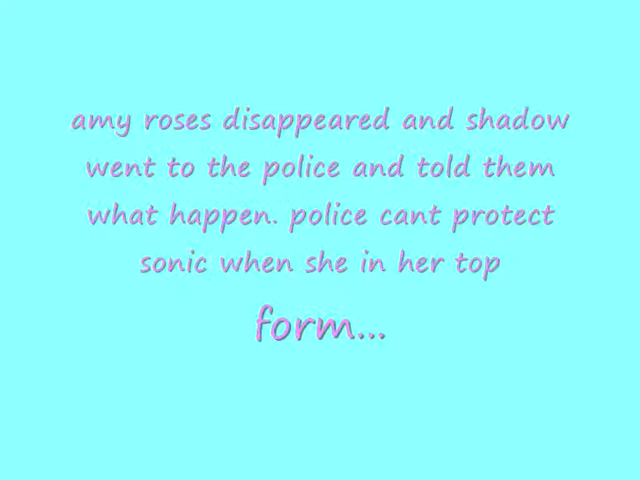 amy roses disappeared and shadow
went to the police and told them
what happen. police cant protect
sonic when she in her top
form...